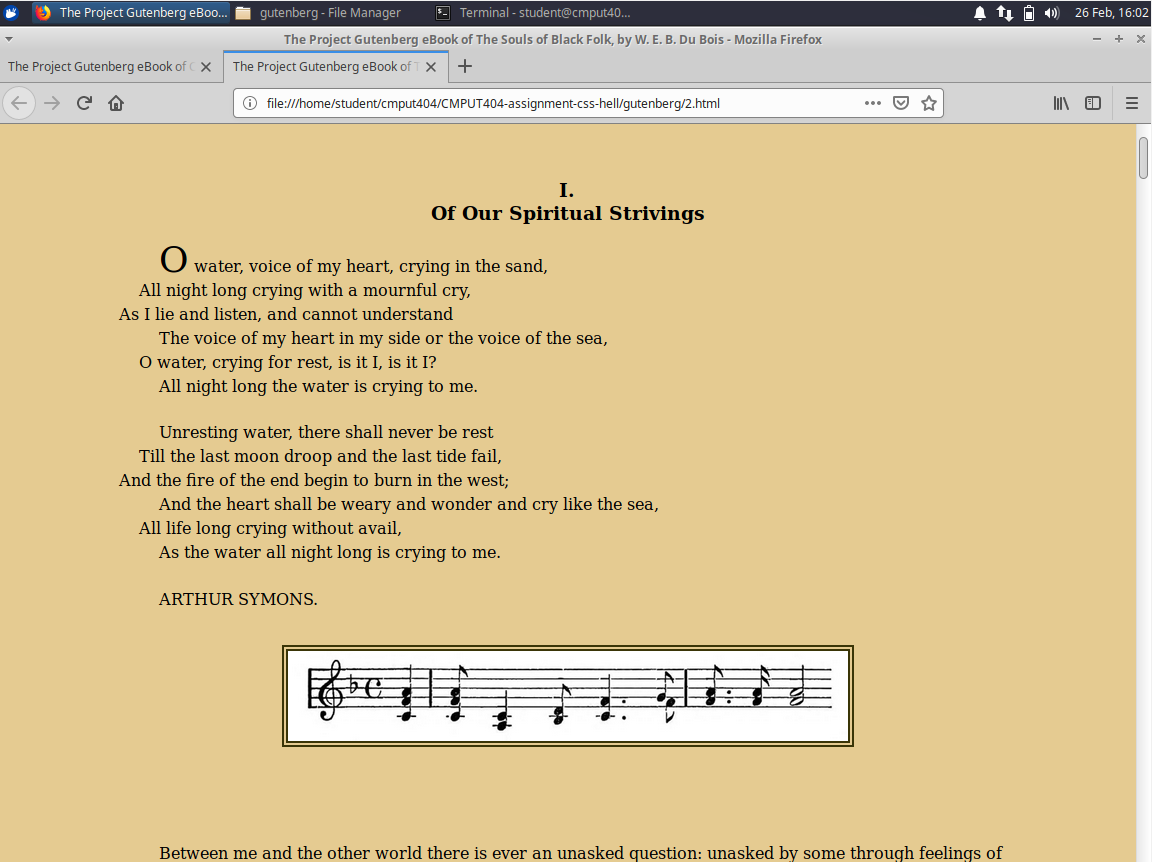 The Project Gutenberg eBoo...
gutenberg - File Manager
Terminal - student@cmput40...
26 Feb, 16:02
The Project Gutenberg eBook of The Souls of Black Folk, by W. E. B. Du Bois - Mozilla Firefox
The Project Gutenberg eBook of
The Project Gutenberg eBook of
file:///home/student/cmput404/CMPUT404-assignment-css-hell/gutenberg/2.html
I.
Of Our Spiritual Strivings
O water, voice of my heart, crying in the sand,
All night long crying with a mournful cry,
As I lie and listen, and cannot understand
The voice of my heart in my side or the voice of the sea,
O water, crying for rest, is it I, is it I?
All night long the water is crying to me.
Unresting water, there shall never be rest
Till the last moon droop and the last tide fail,
And the fire of the end begin to burn in the west;
And the heart shall be weary and wonder and cry like the sea,
All life long crying without avail,
As the water all night long is crying to me.
ARTHUR SYMONS.
Between me and the other world there is ever an unasked question: unasked by some through feelings of